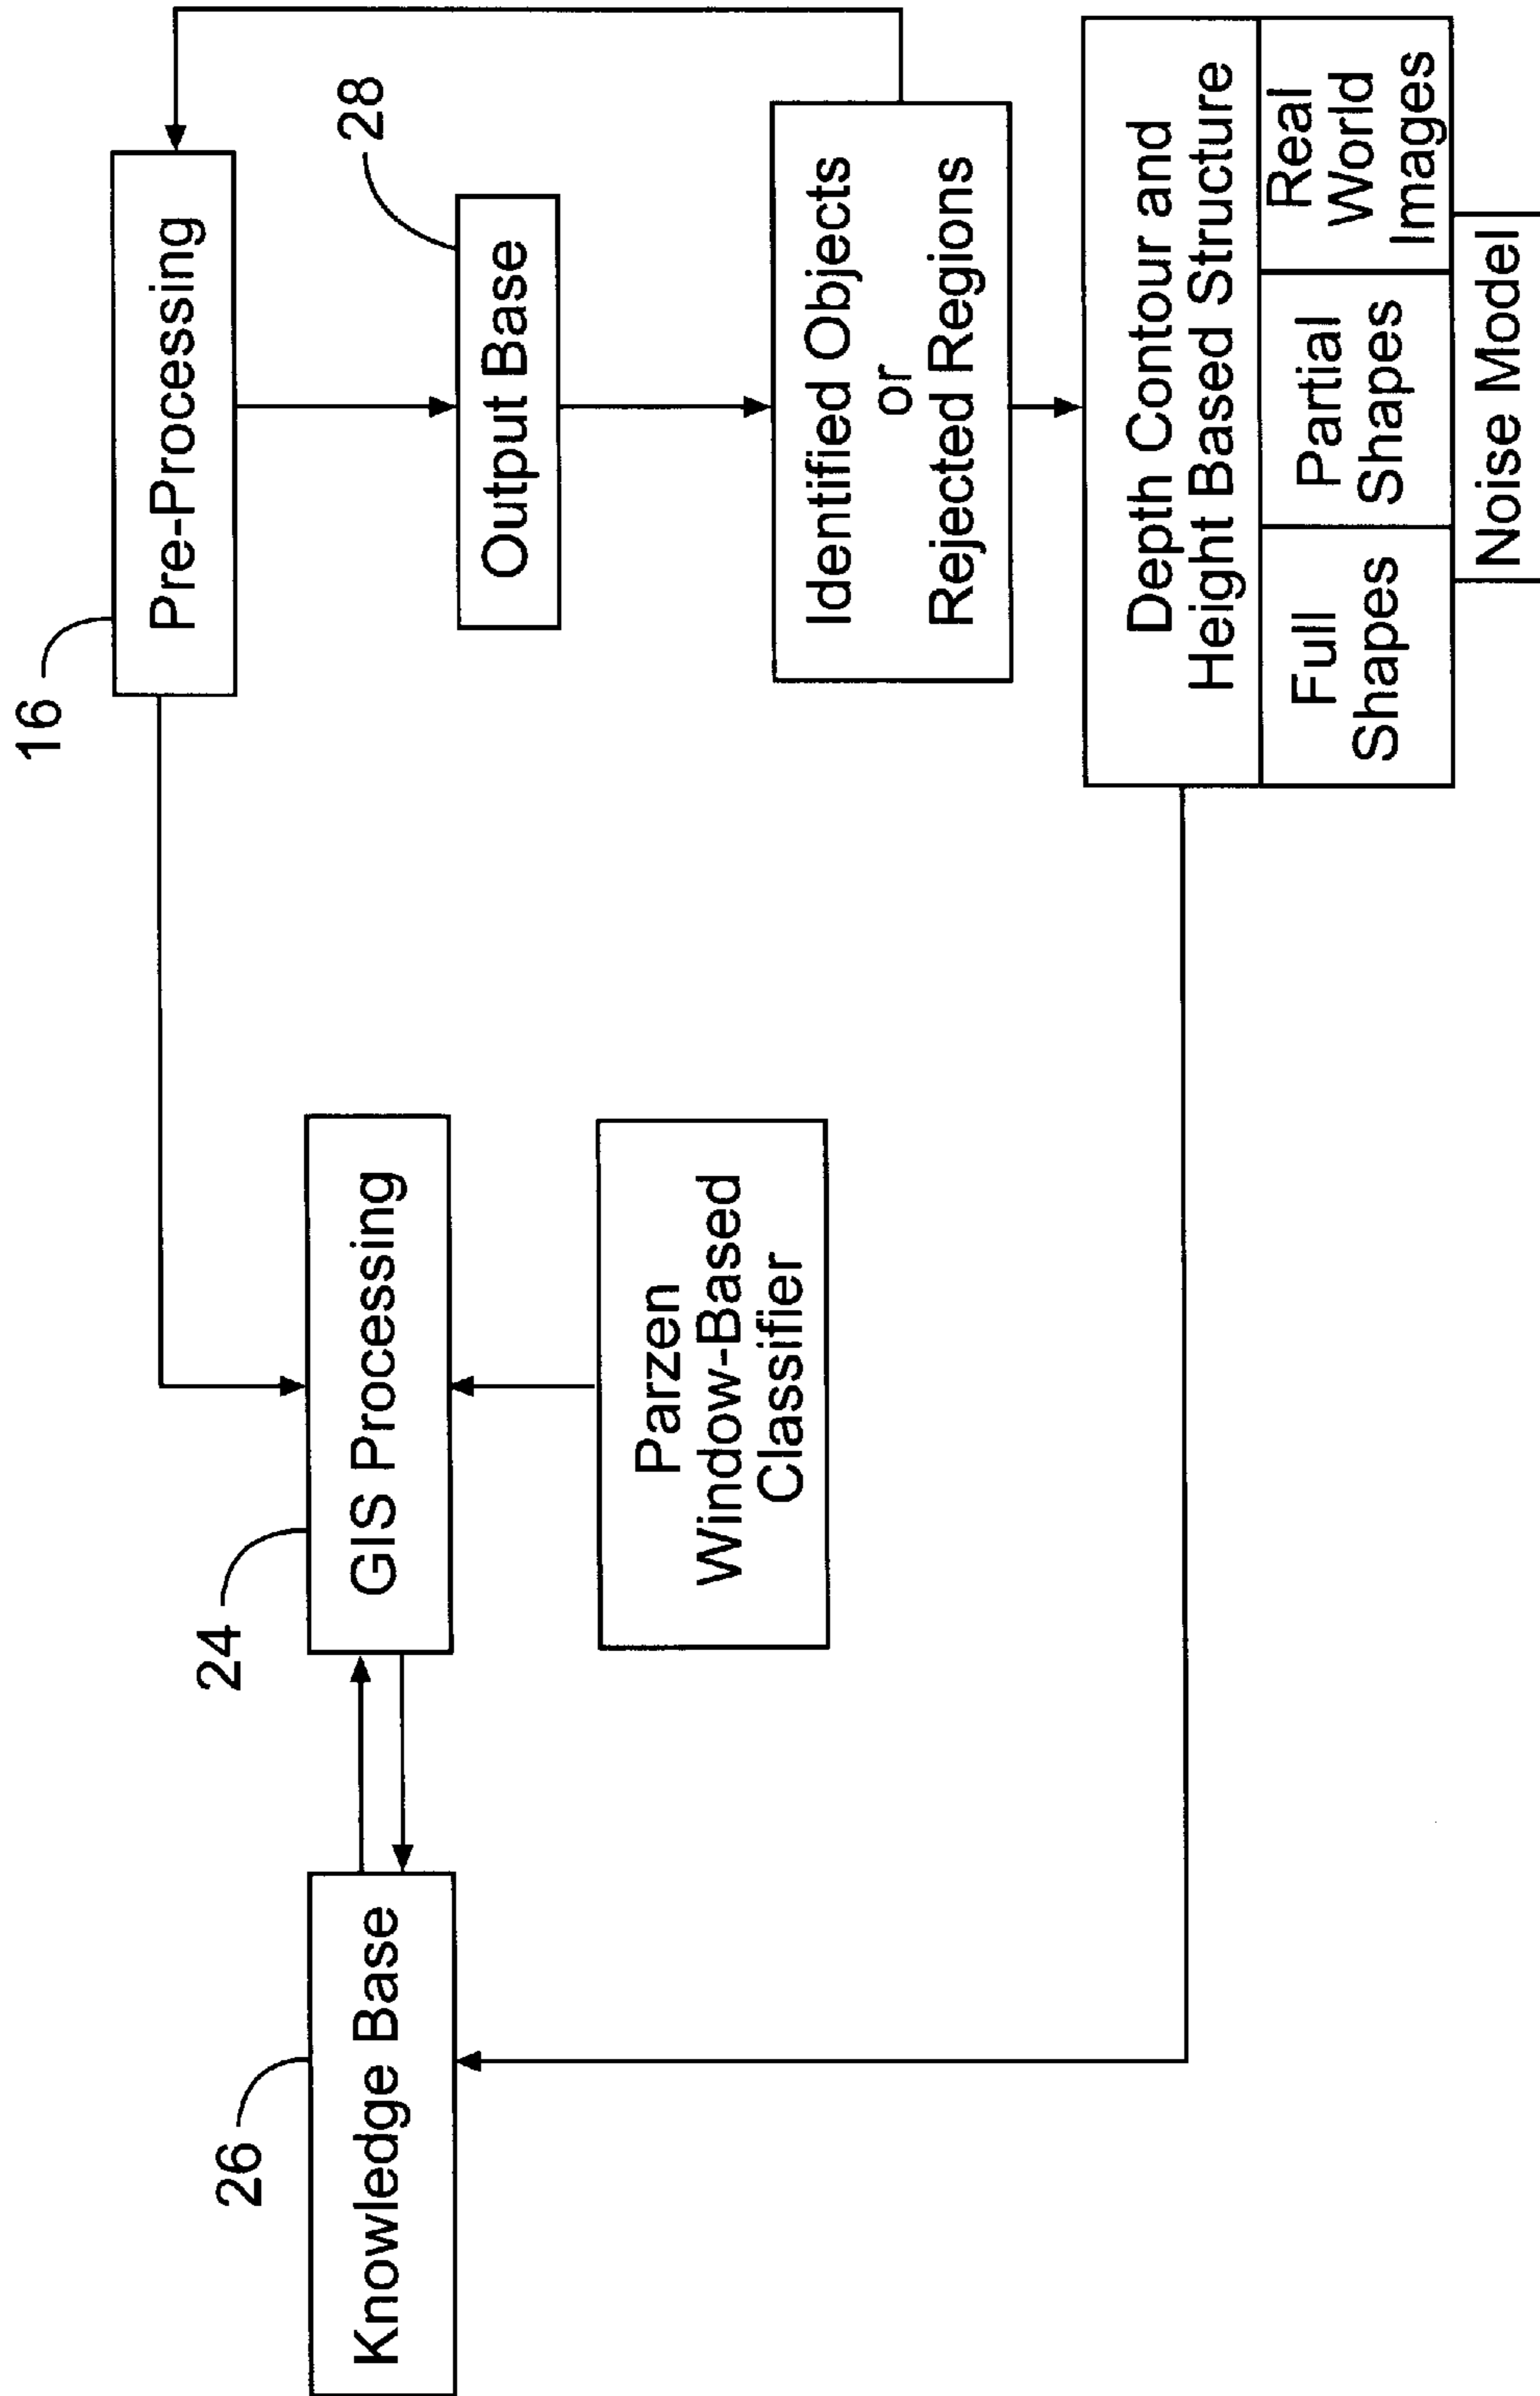 16
Pre-Processing
28
Output Base
Identified Objects
or
Rejected Regions
Depth Contour and
Height Based Structure
Full
Shapes
Partial
Shapes
Real
World
Images
Noise Model
24
GIS Processing
Parzen
Window-Based
Classifier
26
Knowledge Base